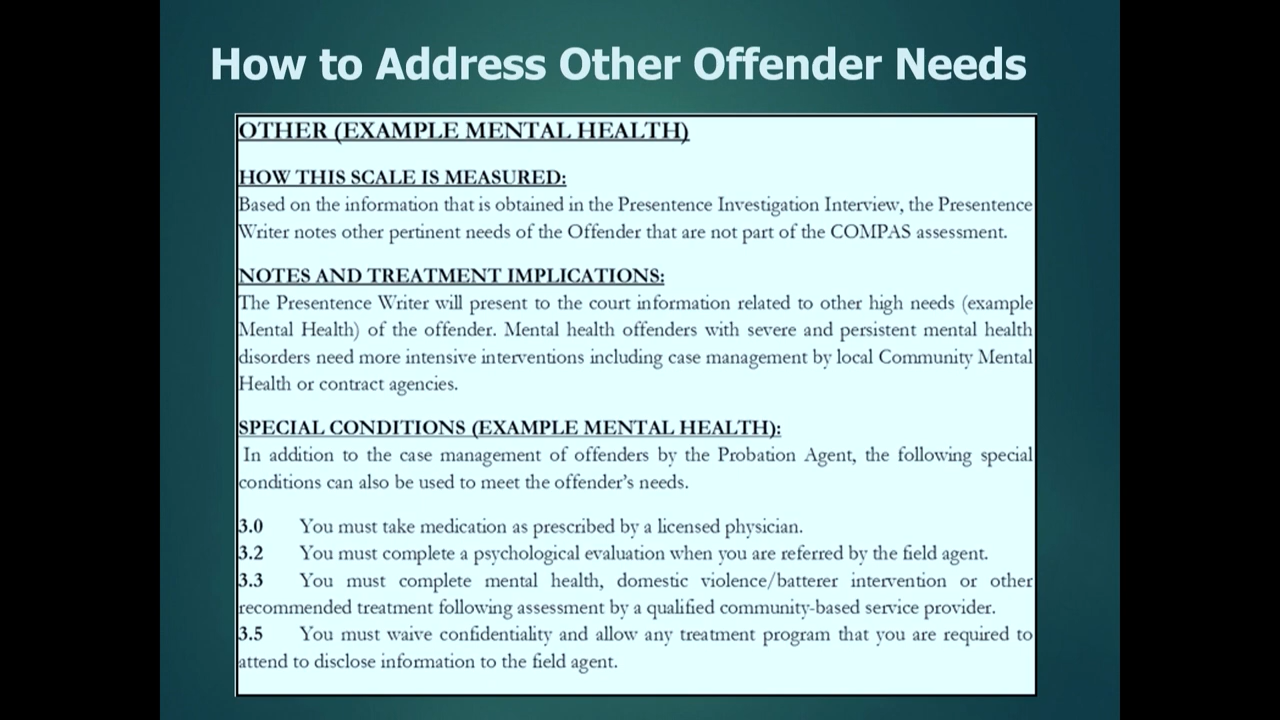 How to Address Other Offender Needs
OTHER (EXAMPLE MENTAL HEALTH)
HOW THIS SCALE IS MEASURED:
Based on the information that is obtained in the Presentence Investigation Interview, the Presentence
Writer notes other pertinent needs of the Offender that are not part of the COMPAS assessment.
NOTES AND TREATMENT IMPLICATIONS:
The Presentence Writer will present to the court information related to other high needs (example
Mental Health) of the offender. Mental health offenders with severe and persistent mental health
disorders need more intensive interventions including case management by local Community Mental
Health or contract agencies.
SPECIAL CONDITIONS (EXAMPLE MENTAL HEALTH):
In addition to the case management of offenders by the Probation Agent, the following special
conditions can also be used to meet the offender's needs.
3.0 You must take medication as prescribed by a licensed physician.
3.2 You must complete a psychological evaluation when you are referred by the field agent.
3.3 You must complete mental health, domestic violence/batterer intervention or other
recommended treatment following assessment by a qualified community-based service provider.
3.5 You must waive confidentiality and allow any treatment program that you are required to
attend to disclose information to the field agent.